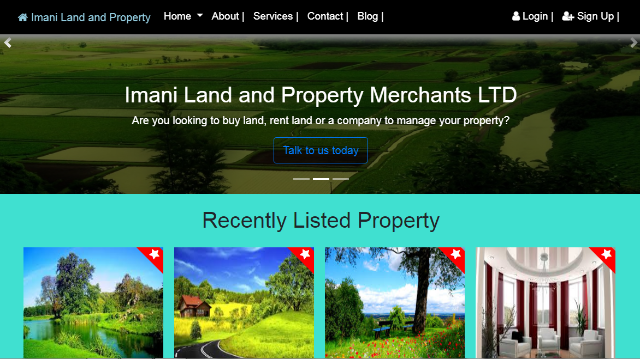 Imani Land and Property Home About | Services | Contact | Blog | Login | Sign Up |
Imani Land and Property Merchants LTD
Are you looking to buy land, rent land or a company to manage your property?
Talk to us today
Recently Listed Property